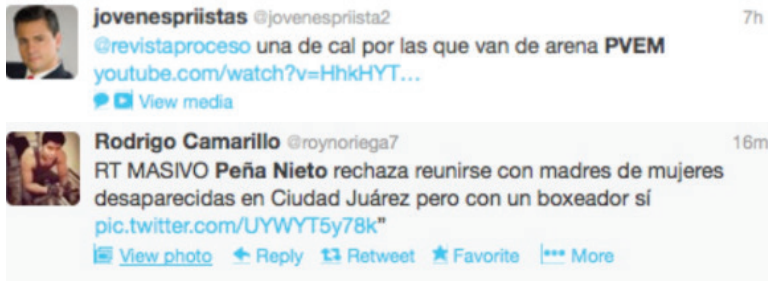 jovenespriistas @jovenespriista2 7h
@revistaproceso una de cal por las que van de arena PVEM
youtube.com/watch?v=HhkHYT...
View media
Rodrigo Camarillo @roynoriega7 16m
RT MASIVO Peña Nieto rechaza reunirse con madres de mujeres
desaparecidas en Ciudad Juárez pero con un boxeador sí
pic.twitter.com/UYWYT5y78k"
View photo Reply Retweet Favorite More